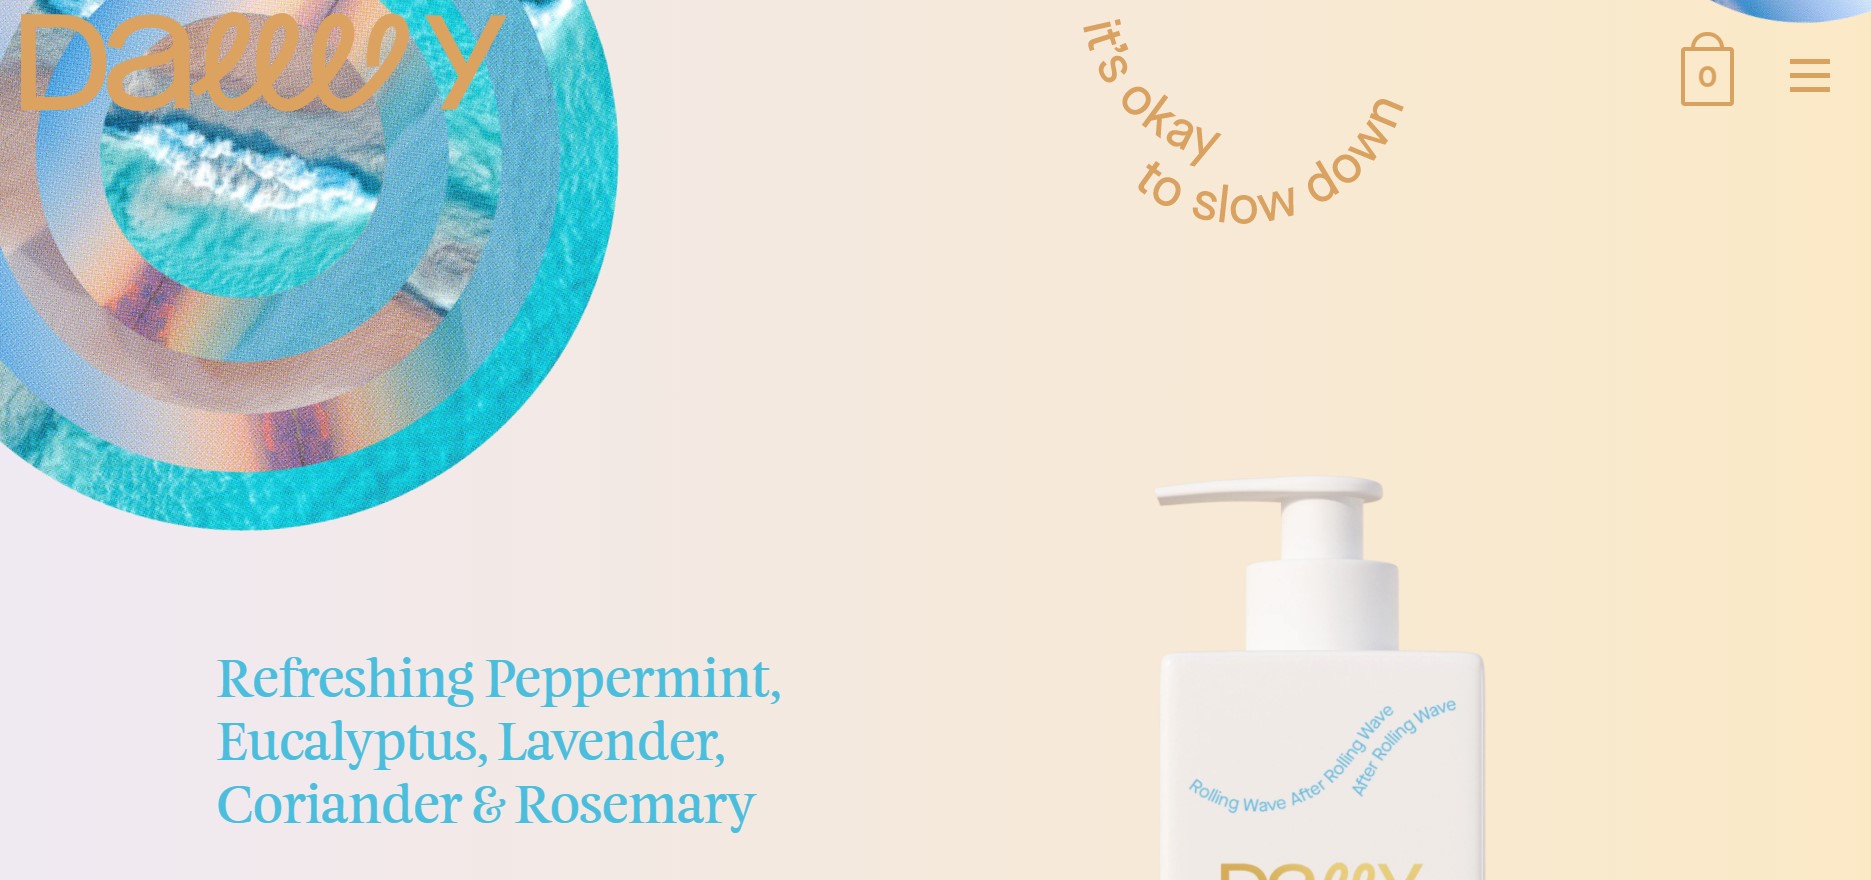 Dallly
it's okay
to slow down
0
Refreshing Peppermint,
Eucalyptus, Lavender,
Coriander & Rosemary
Rolling Wave After Rolling Wave
After Rolling Wave